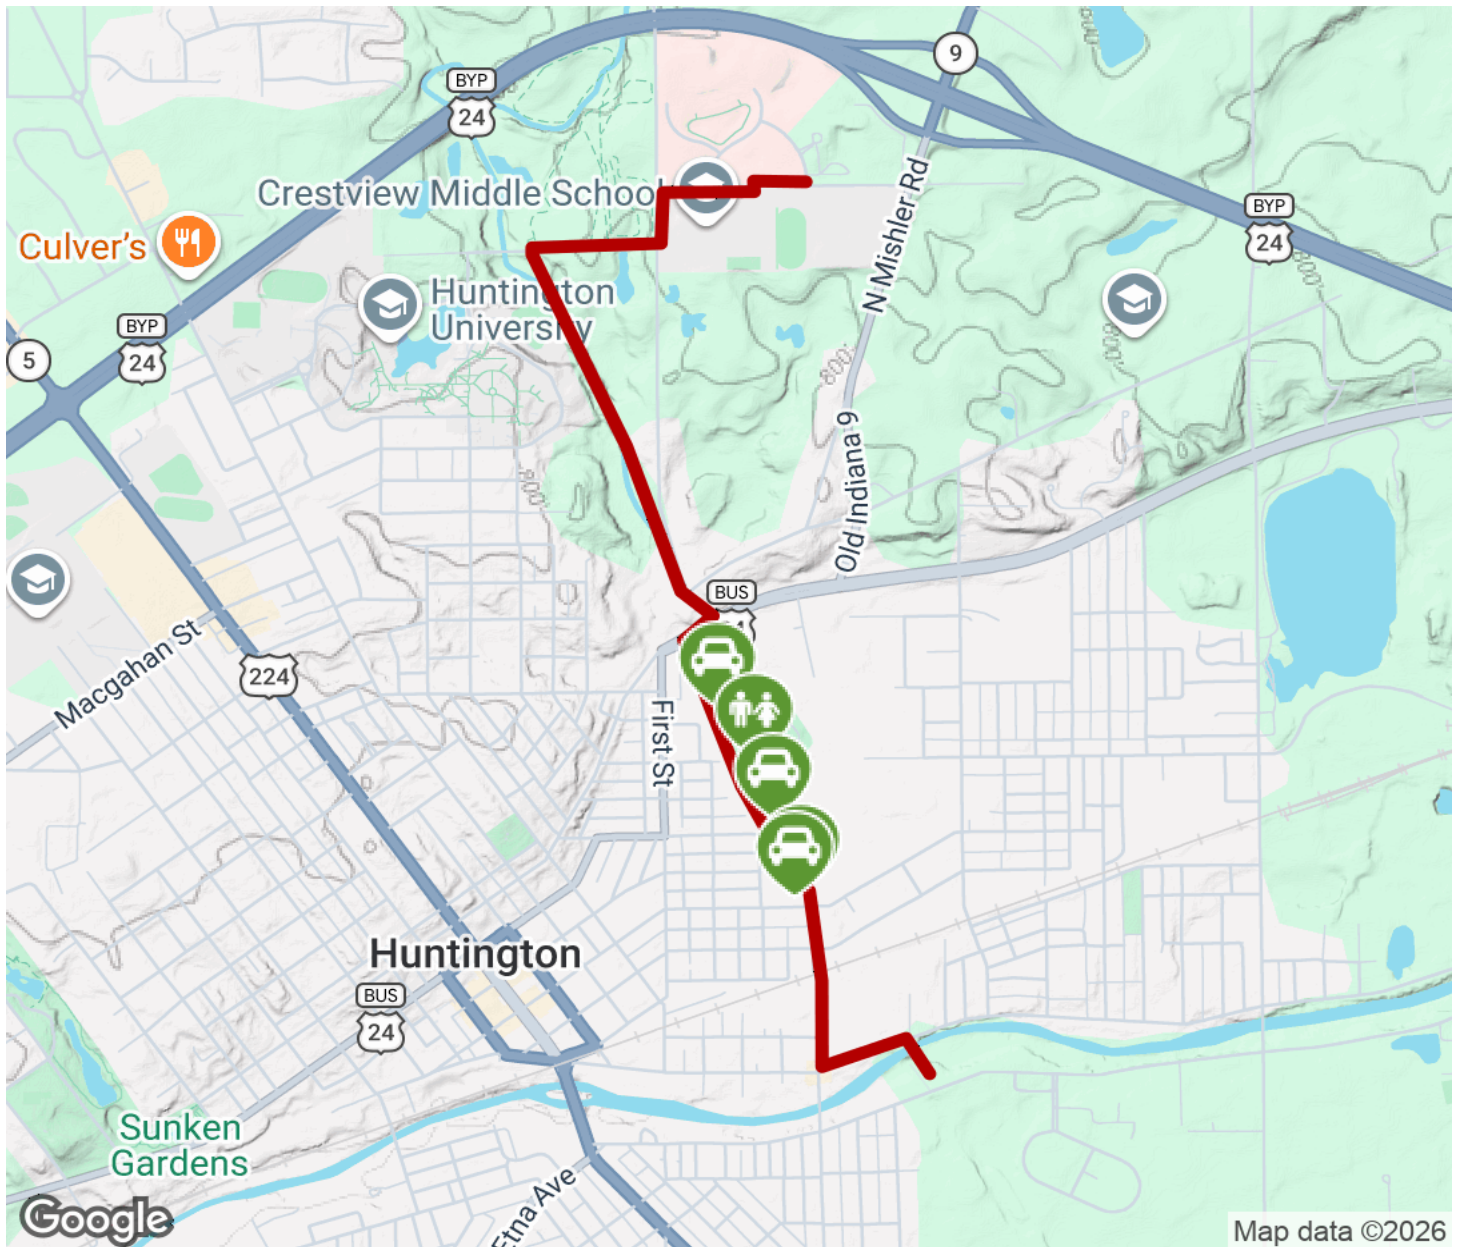 BYP
24
9
Crestview Middle School
N Mishler Rd
BYP
24
Culver's
Huntington
University
BYP
24
5
800'
800'
800'
Old Indiana 9
Macgahan St
BUS
224
First St
Huntington
BUS
24
Sunken
Gardens
Etna Ave
Google
Map data ©2026